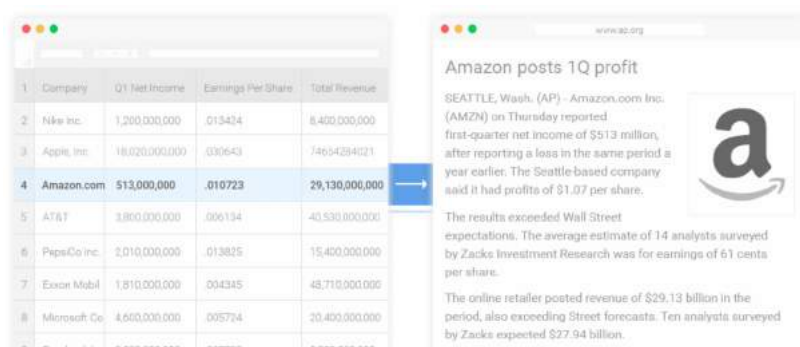 1 Company Q1 Net Income Earnings Per Share Total Revenue
2 Nike Inc. 1,200,000,000 .013424 8,400,000,000
3 Apple, Inc. 18,020,000,000 .030643 74654284021
4 Amazon.com 513,000,000 .010723 29,130,000,000
5 AT&T 3,800,000,000 .006134 40,530,000,000
6 PepsiCo Inc. 2,010,000,000 .013825 15,400,000,000
7 Exxon Mobil 1,810,000,000 .004345 48,710,000,000
8 Microsoft Co 4,600,000,000 .005724 20,400,000,000
www.ap.org
Amazon posts 1Q profit
SEATTLE, Wash. (AP) - Amazon.com Inc.
(AMZN) on Thursday reported
first-quarter net income of $513 million,
after reporting a loss in the same period a
year earlier. The Seattle-based company
said it had profits of $1.07 per share.
a
The results exceeded Wall Street
expectations. The average estimate of 14 analysts surveyed
by Zacks Investment Research was for earnings of 61 cents
per share.
The online retailer posted revenue of $29.13 billion in the
period, also exceeding Street forecasts. Ten analysts surveyed
by Zacks expected $27.94 billion.